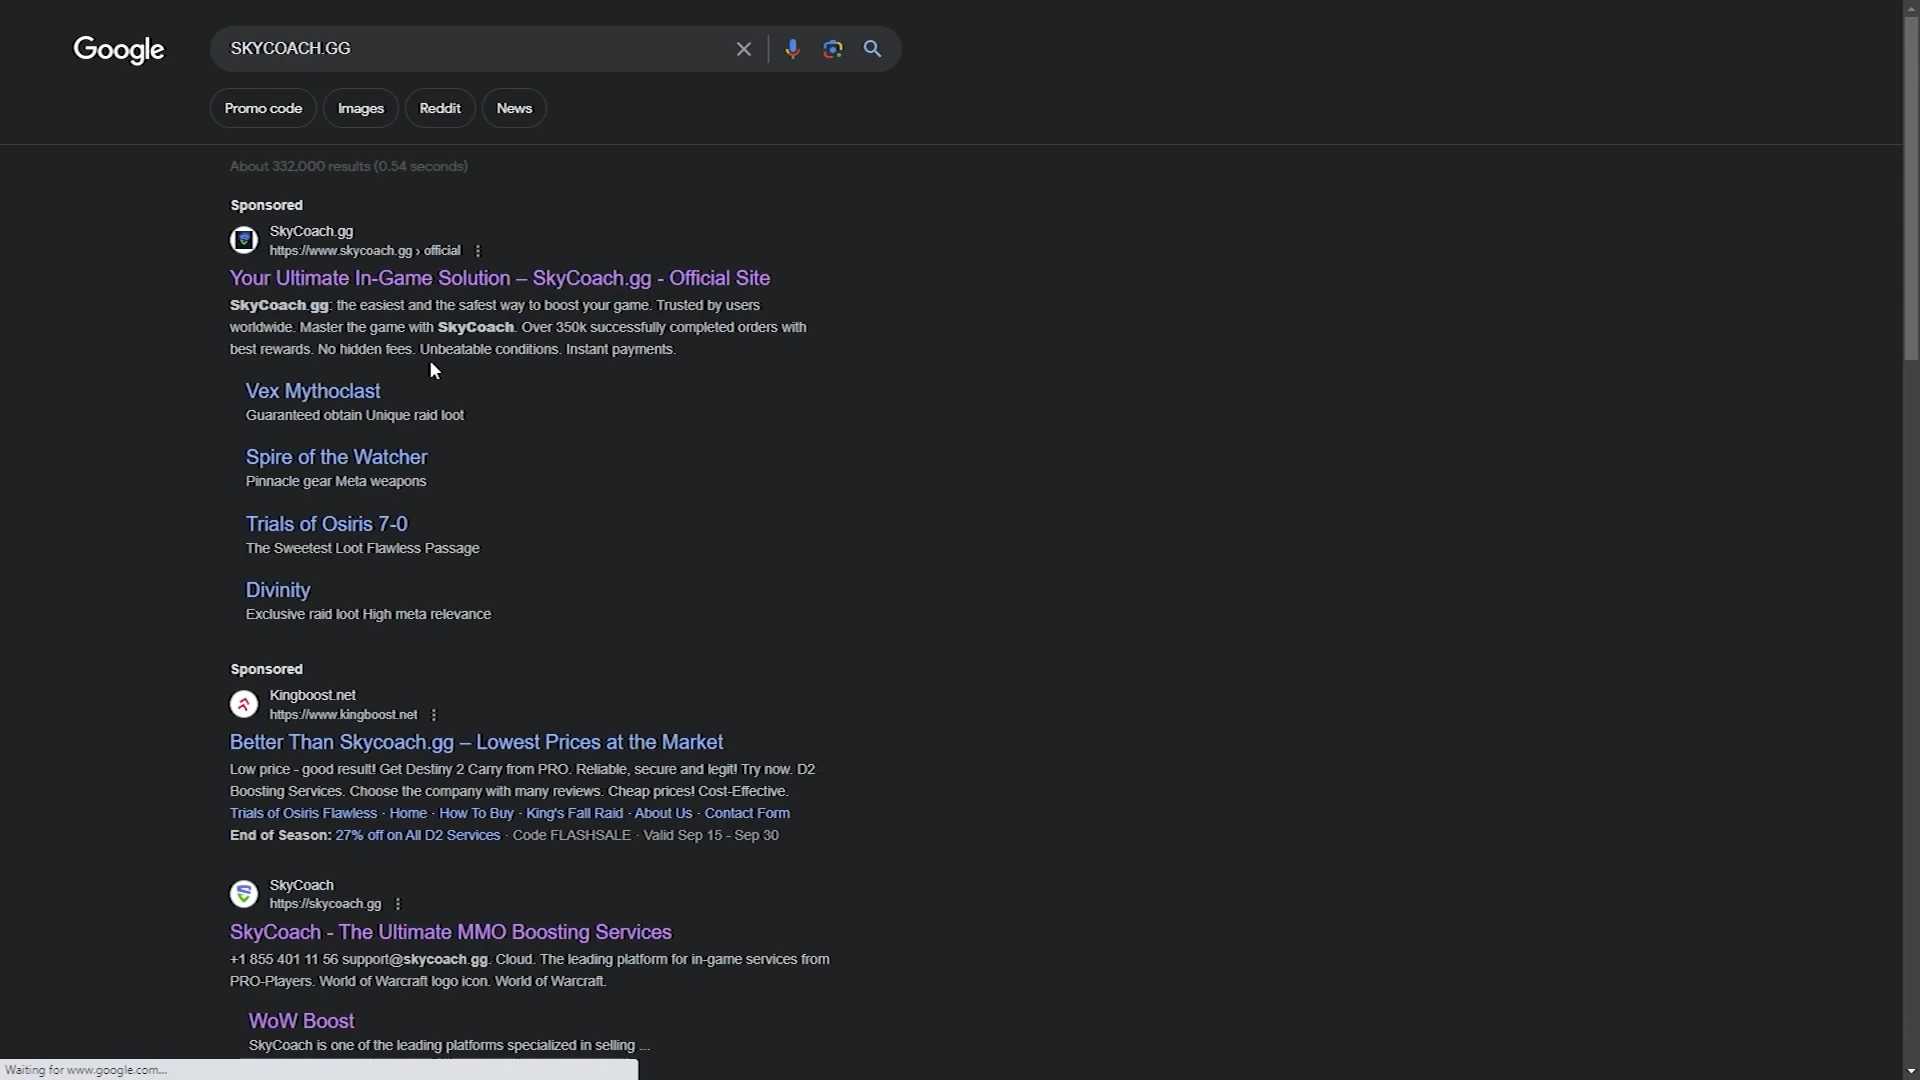 Google
SKYCOACH.GG
Promo code
Images
Reddit
News
About 332,000 results (0.54 seconds)
Sponsored
SkyCoach.gg
https://www.skycoach.gg › official
Your Ultimate In-Game Solution – SkyCoach.gg - Official Site
SkyCoach.gg: the easiest and the safest way to boost your game. Trusted by users
worldwide. Master the game with SkyCoach. Over 350k successfully completed orders with
best rewards. No hidden fees. Unbeatable conditions. Instant payments.
Vex Mythoclast
Guaranteed obtain Unique raid loot
Spire of the Watcher
Pinnacle gear Meta weapons
Trials of Osiris 7-0
The Sweetest Loot Flawless Passage
Divinity
Exclusive raid loot High meta relevance
Sponsored
Kingboost.net
https://www.kingboost.net
Better Than Skycoach.gg – Lowest Prices at the Market
Low price - good result! Get Destiny 2 Carry from PRO. Reliable, secure and legit! Try now. D2
Boosting Services. Choose the company with many reviews. Cheap prices! Cost-Effective.
Trials of Osiris Flawless · Home · How To Buy · King's Fall Raid · About Us · Contact Form
End of Season: 27% off on All D2 Services · Code FLASHSALE · Valid Sep 15 - Sep 30
SkyCoach
https://skycoach.gg
SkyCoach - The Ultimate MMO Boosting Services
+1 855 401 11 56 support@skycoach.gg. Cloud. The leading platform for in-game services from
PRO-Players. World of Warcraft logo icon. World of Warcraft.
WoW Boost
SkyCoach is one of the leading platforms specialized in selling ...
Waiting for www.google.com...